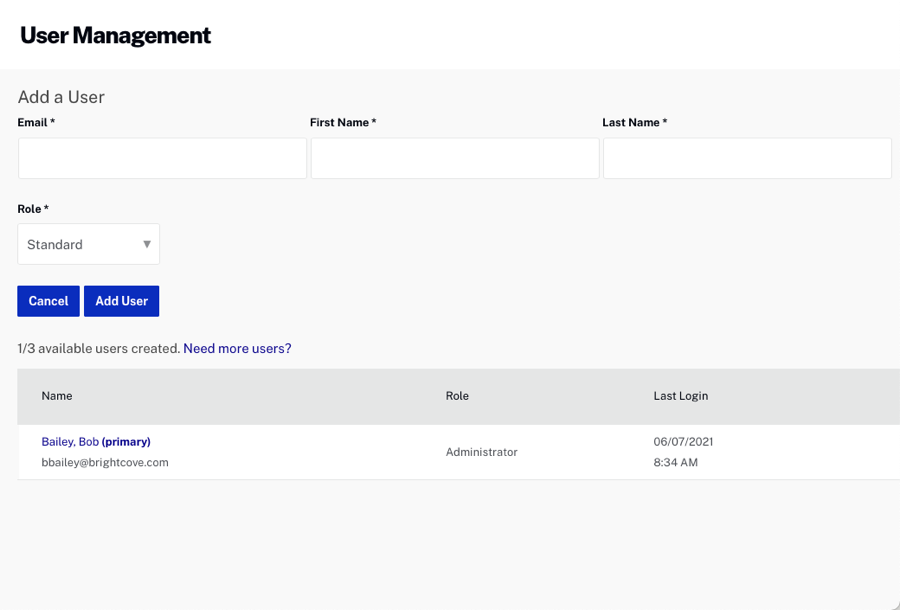 User Management
Add a User
Email * First Name * Last Name *
Role *
Standard
Cancel Add User
1/3 available users created. Need more users?
Name Role Last Login
Bailey, Bob (primary) Administrator 06/07/2021
bbailey@brightcove.com 8:34 AM